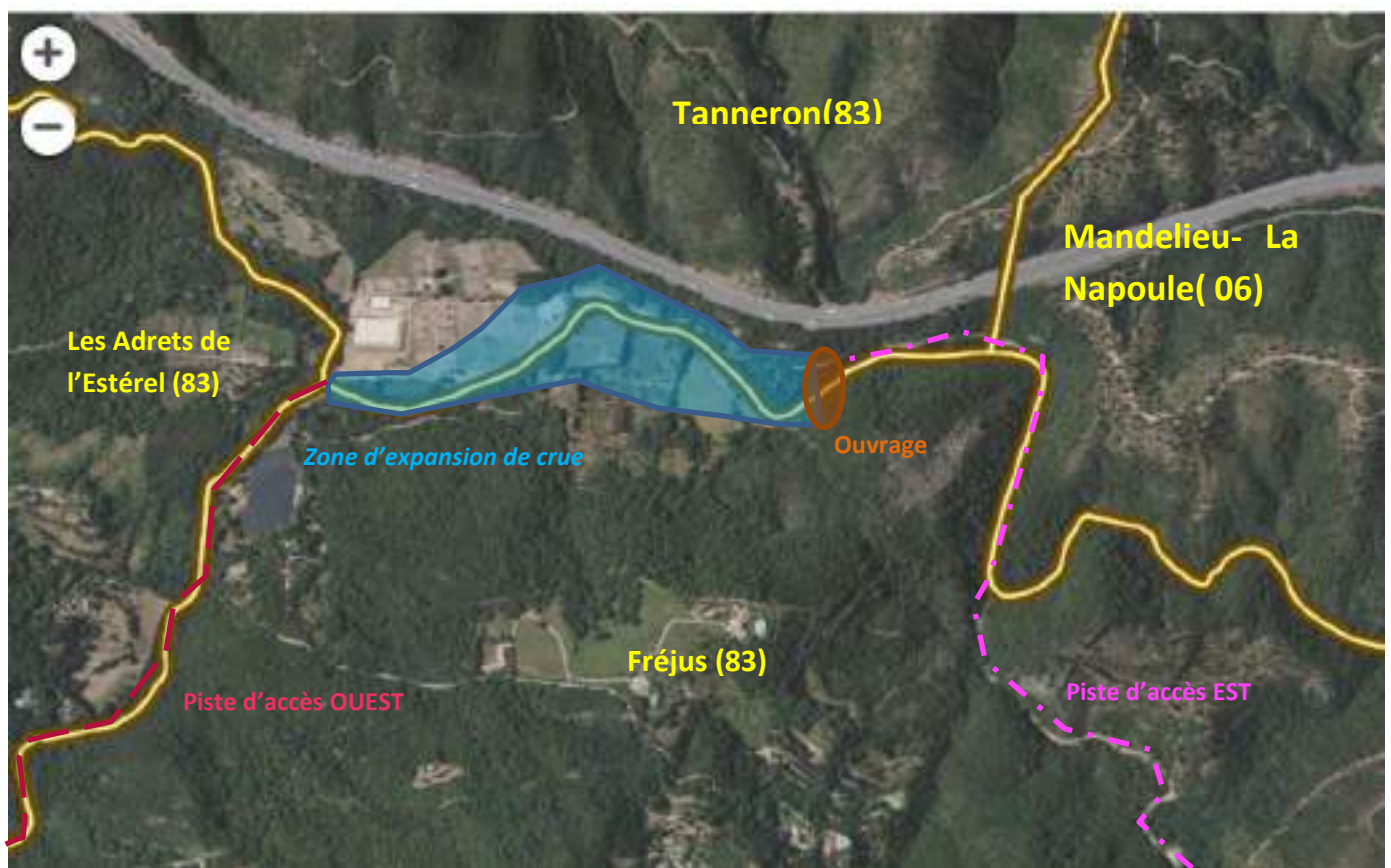 Tanneron(83)
Mandelieu- La
Napoule( 06)
Les Adrets de
l’Estérel (83)
Zone d’expansion de crue
Ouvrage
Fréjus (83)
Piste d’accès OUEST
Piste d’accès EST